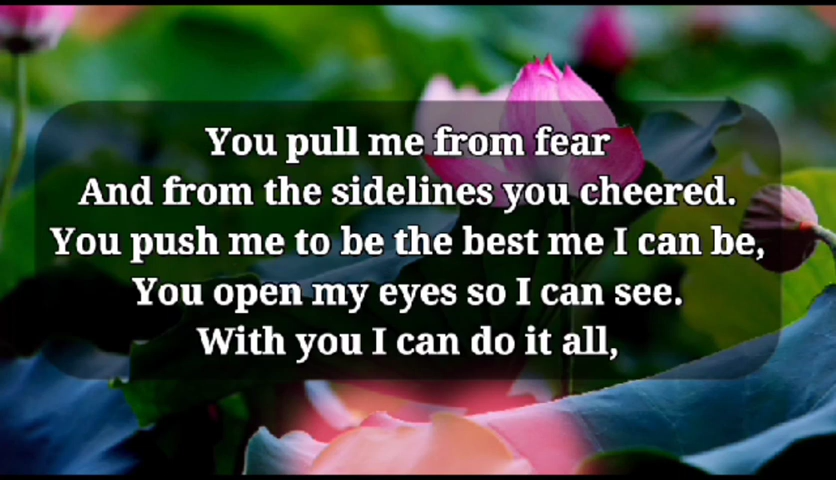 You pull me from fear
And from the sidelines you cheered.
You push me to be the best me I can be,
You open my eyes so I can see.
With you I can do it all,